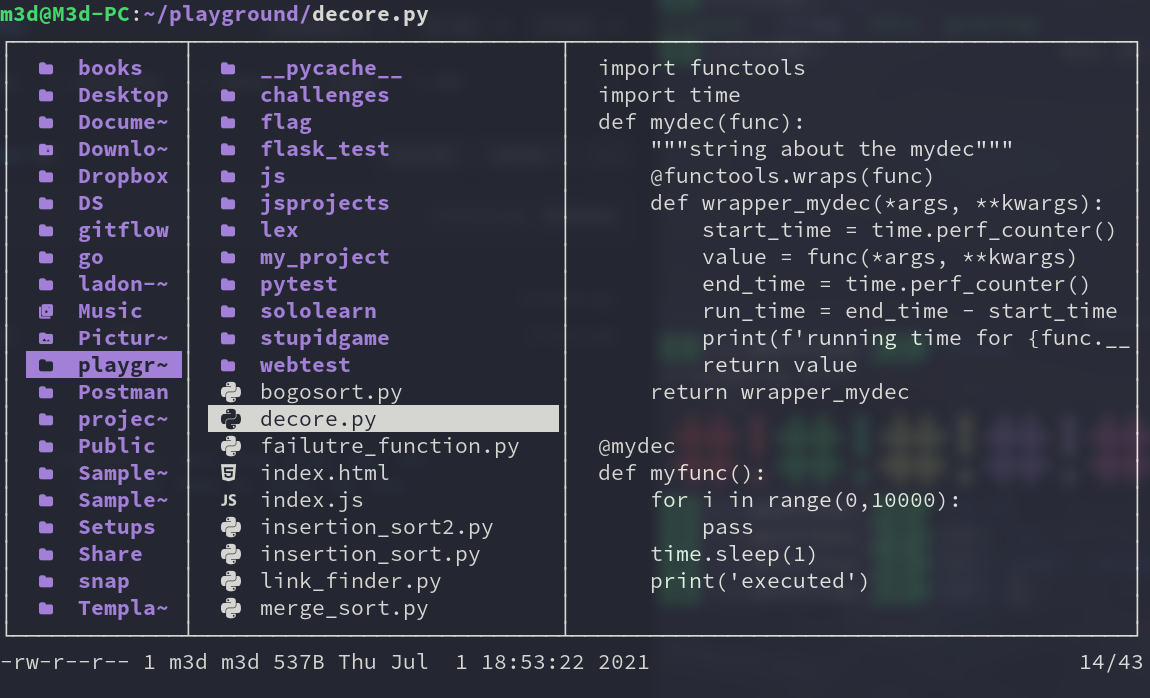 m3d@M3d-PC:~/playground/decore.py
books
Desktop
Docume~
Downlo~
Dropbox
DS
gitflow
go
ladon-~
Music
Pictur~
playgr~
Postman
projec~
Public
Sample~
Sample~
Setups
Share
snap
Templa~
__pycache__
challenges
flag
flask_test
js
jsprojects
lex
my_project
pytest
sololearn
stupidgame
webtest
bogosort.py
decore.py
failutre_function.py
index.html
JS index.js
insertion_sort2.py
insertion_sort.py
link_finder.py
merge_sort.py
import functools
import time
def mydec(func):
    """string about the mydec"""
    @functools.wraps(func)
    def wrapper_mydec(*args, **kwargs):
        start_time = time.perf_counter()
        value = func(*args, **kwargs)
        end_time = time.perf_counter()
        run_time = end_time - start_time
        print(f'running time for {func.__
        return value
    return wrapper_mydec
@mydec
def myfunc():
    for i in range(0,10000):
        pass
    time.sleep(1)
    print('executed')
-rw-r--r-- 1 m3d m3d 537B Thu Jul  1 18:53:22 2021
14/43